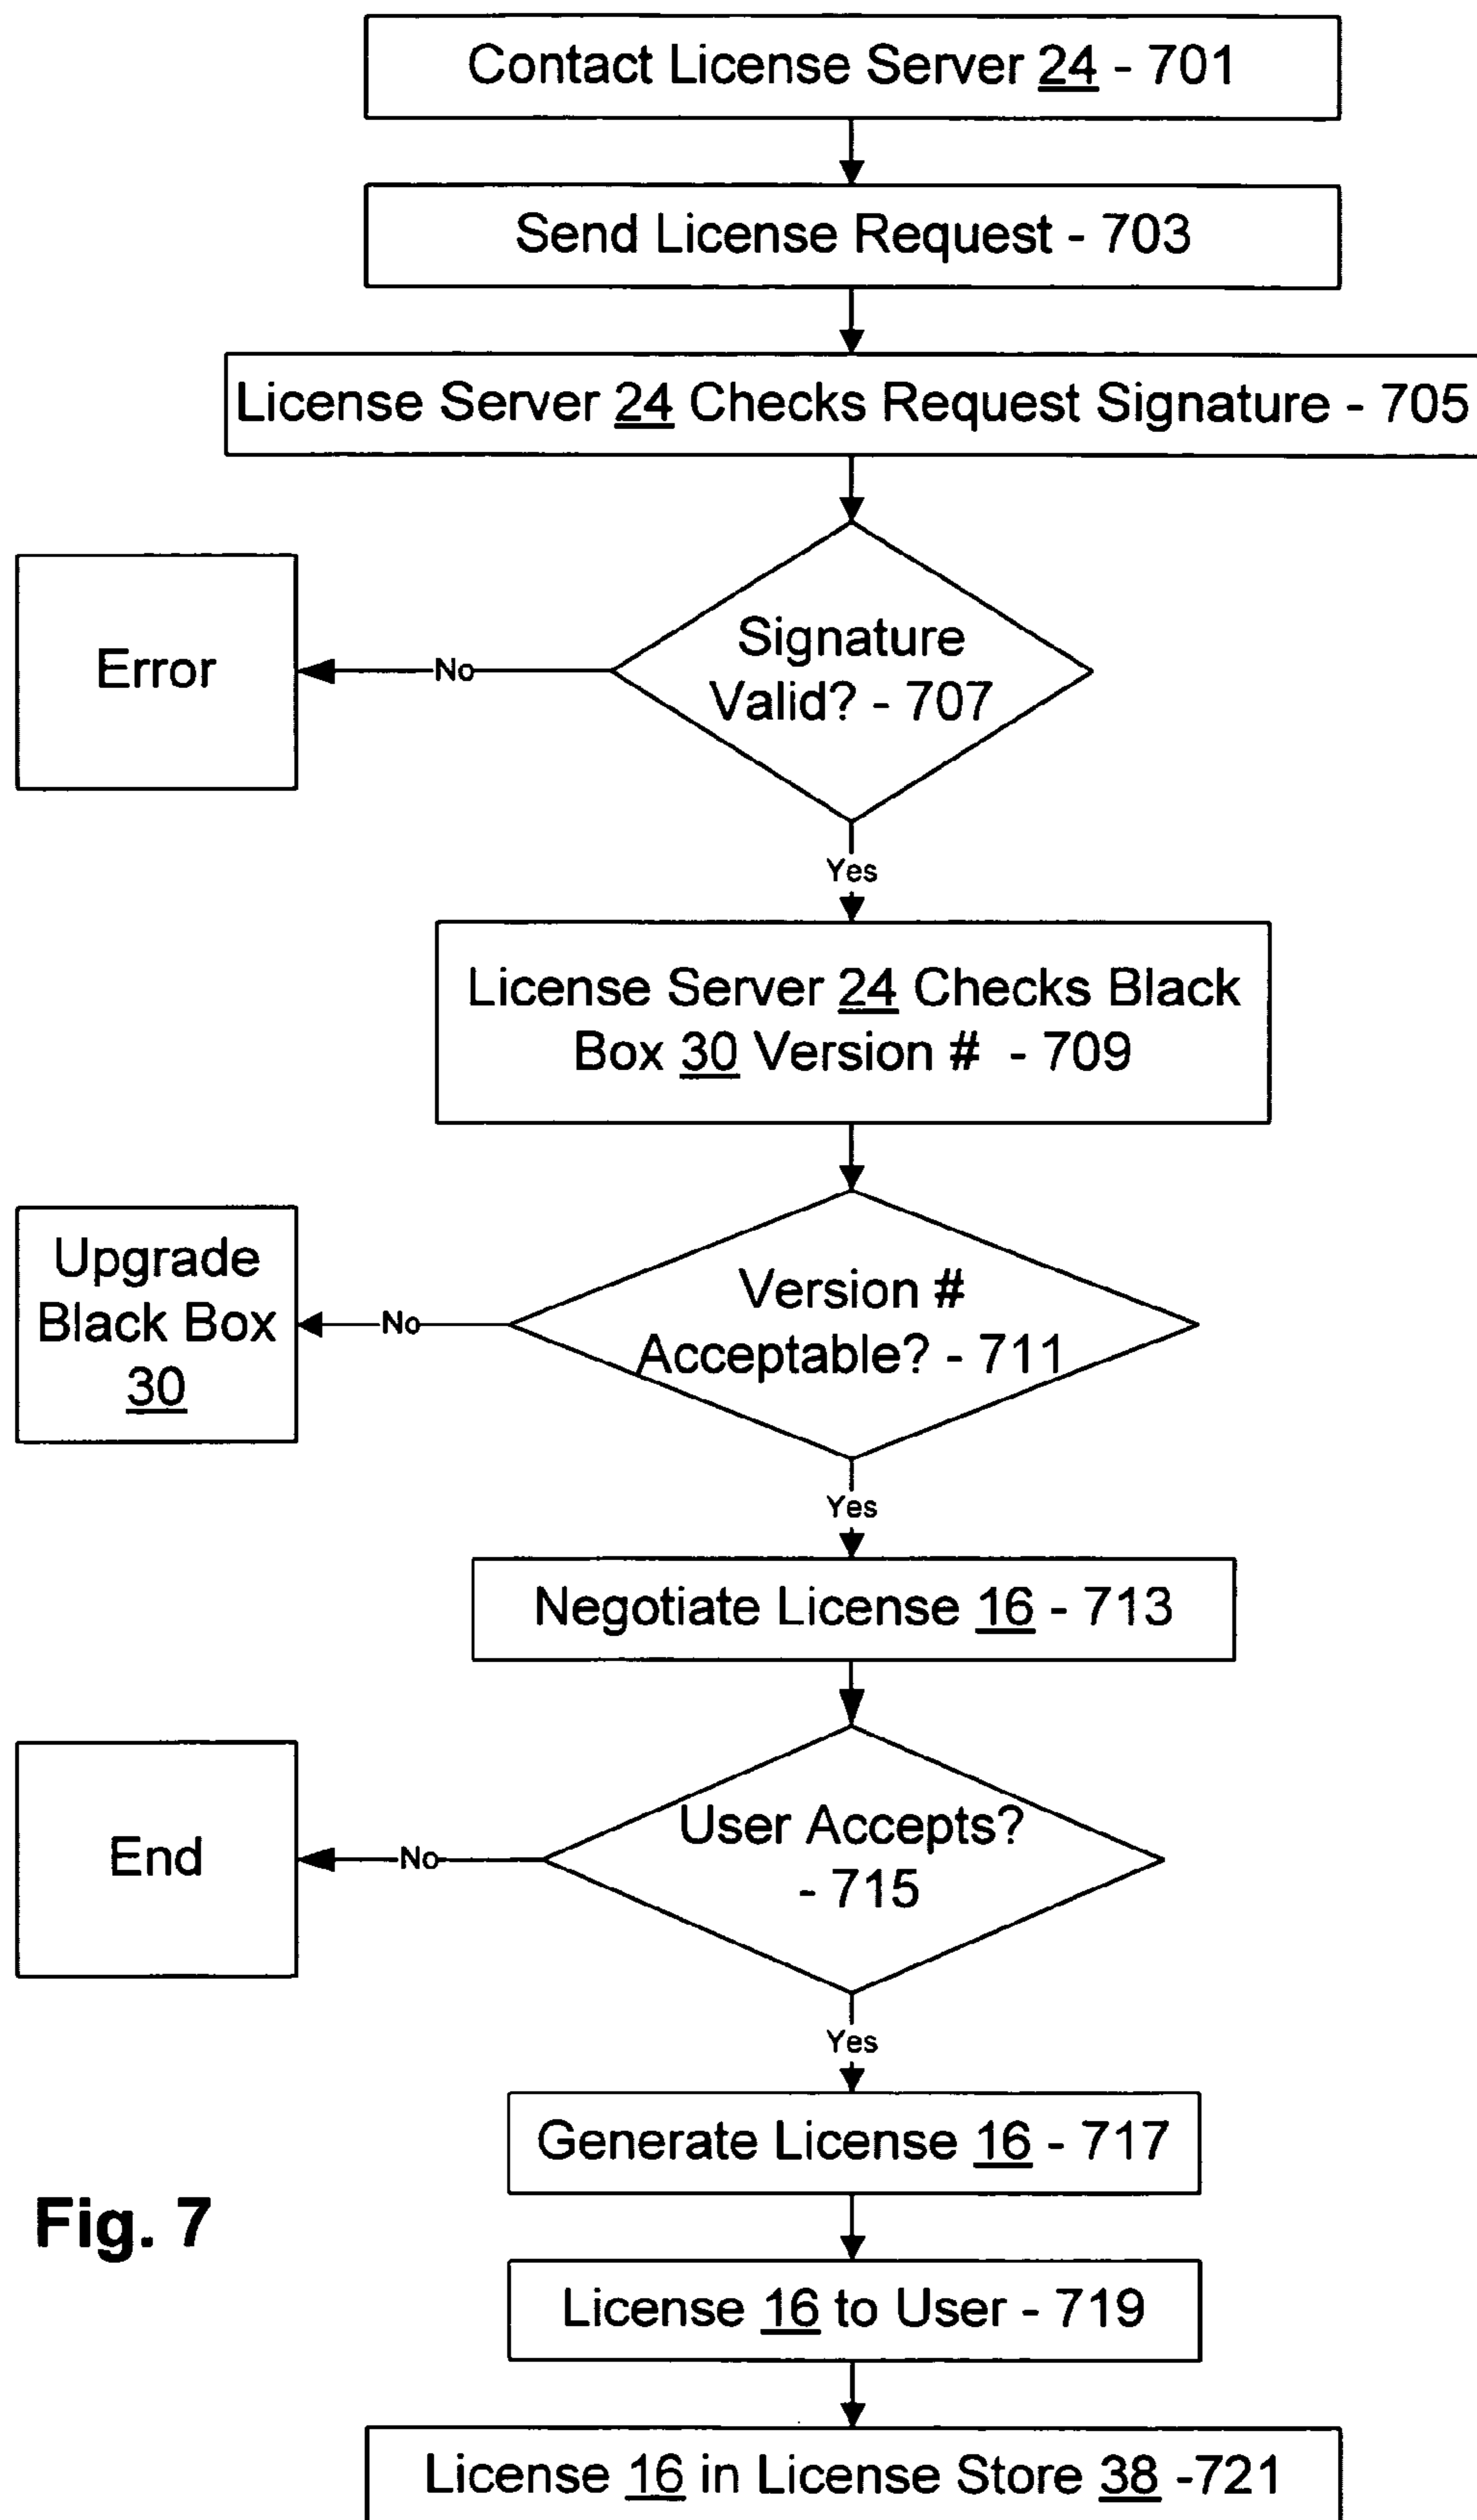 Contact License Server 24 - 701
Send License Request - 703
License Server 24 Checks Request Signature - 705
Signature
Valid? - 707
No
Error
Yes
License Server 24 Checks Black
Box 30 Version # - 709
Version #
Acceptable? - 711
No
Upgrade
Black Box
30
Yes
Negotiate License 16 - 713
User Accepts?
- 715
No
End
Yes
Generate License 16 - 717
Fig. 7
License 16 to User - 719
License 16 in License Store 38 -721